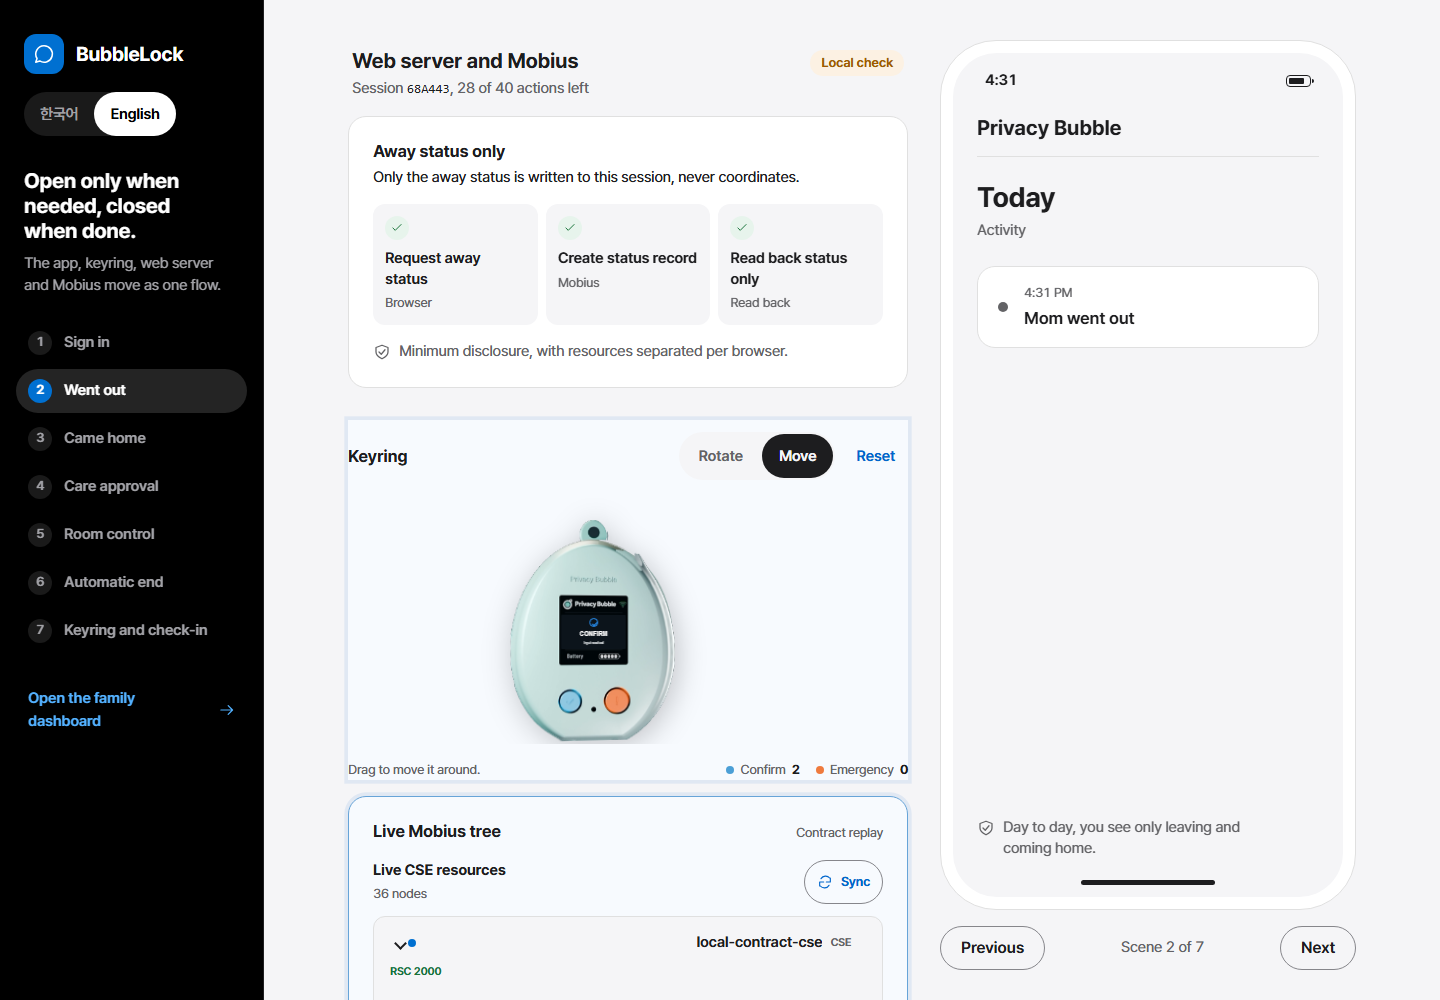 BubbleLock
한국어
English
Open only when
needed, closed
when done.
The app, keyring, web server
and Mobius move as one flow.
1 Sign in
2 Went out
3 Came home
4 Care approval
5 Room control
6 Automatic end
7 Keyring and check-in
Open the family
dashboard
Web server and Mobius
Local check
Session 68A443, 28 of 40 actions left
Away status only
Only the away status is written to this session, never coordinates.
Request away
status
Browser
Create status record
Mobius
Read back status
only
Read back
Minimum disclosure, with resources separated per browser.
Keyring
Rotate
Move
Reset
Privacy Bubble
Privacy Bubble
CONFIRM
Battery
Drag to move it around.
Confirm 2
Emergency 0
Live Mobius tree
Contract replay
Live CSE resources
36 nodes
Sync
local-contract-cse CSE
RSC 2000
4:31
Privacy Bubble
Today
Activity
4:31 PM
Mom went out
Day to day, you see only leaving and
coming home.
Previous
Scene 2 of 7
Next